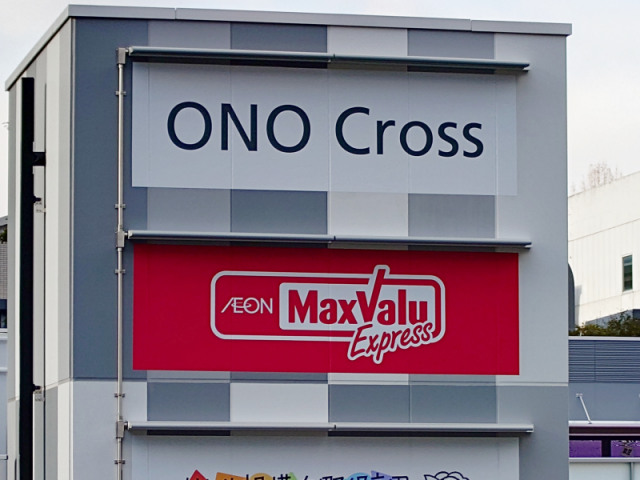 ONO Cross
AEON MaxValu
Express